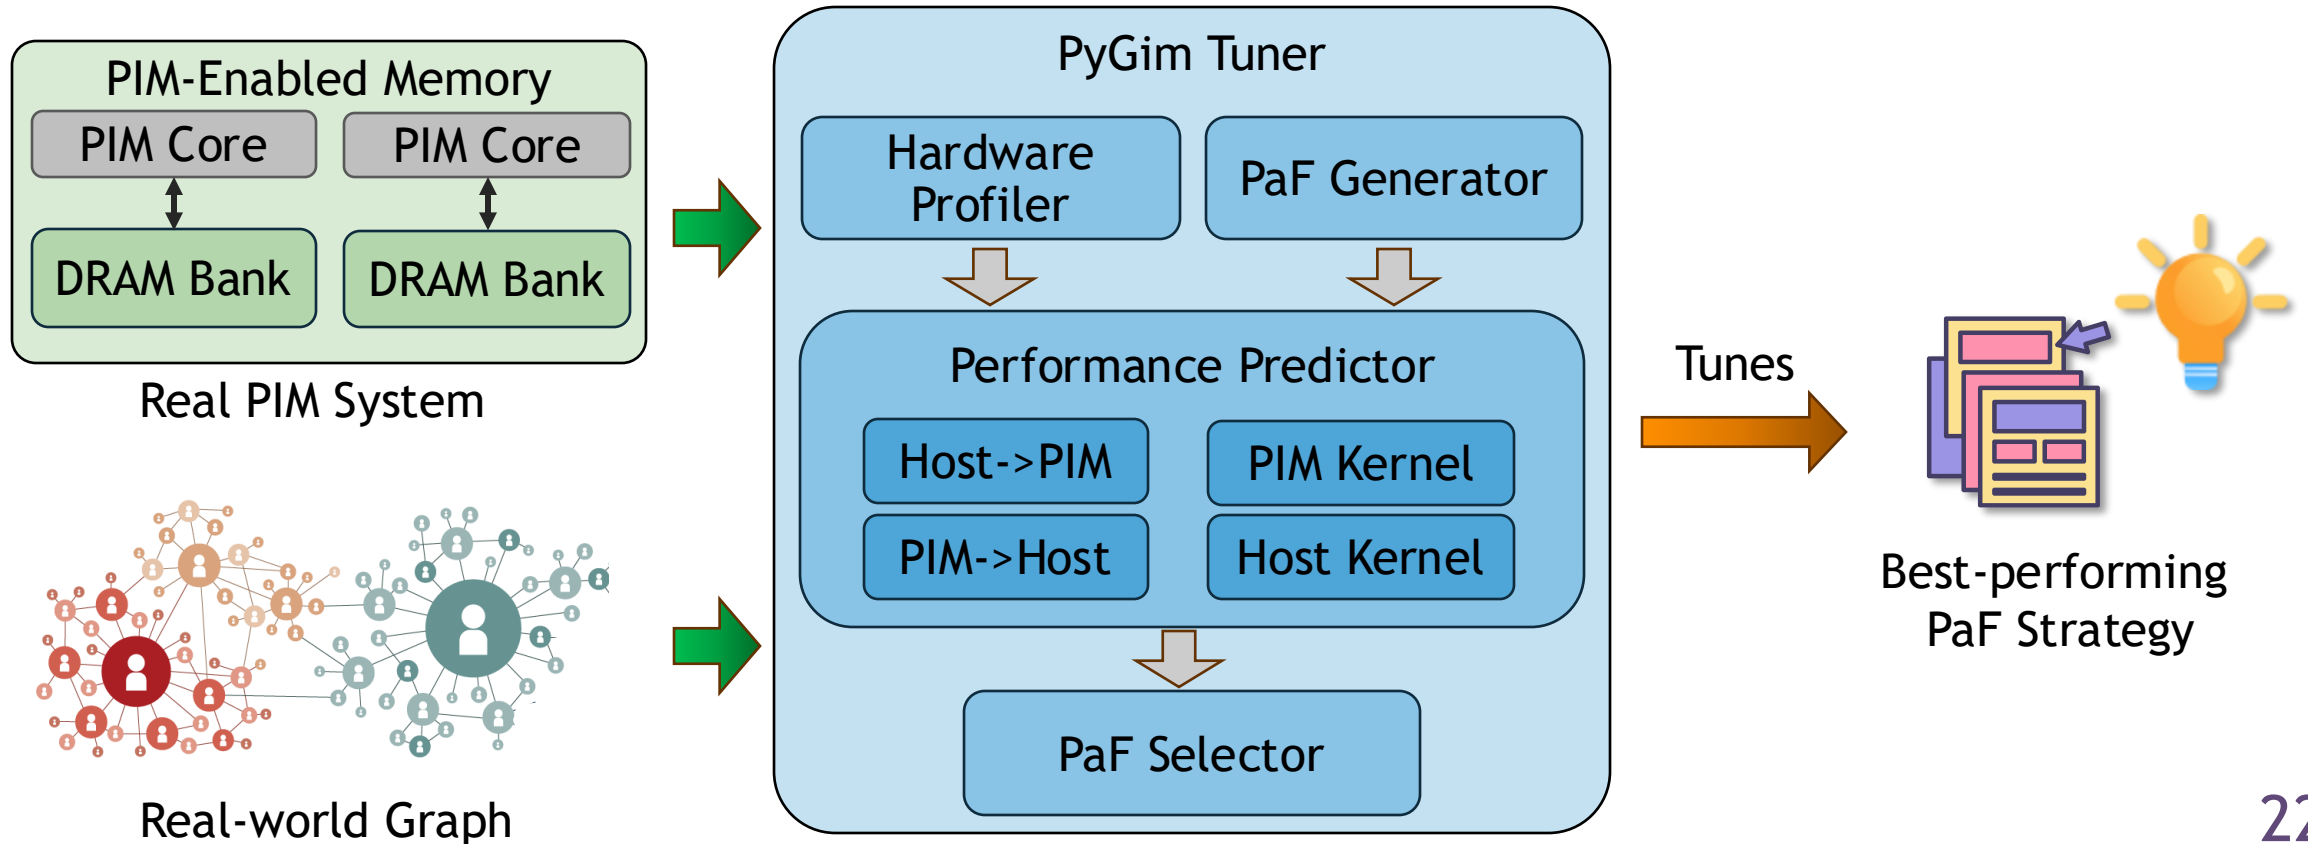 PIM-Enabled Memory
PIM Core
PIM Core
DRAM Bank
DRAM Bank
Real PIM System
Real-world Graph
PyGim Tuner
Hardware
Profiler
PaF Generator
Performance Predictor
Host->PIM
PIM Kernel
PIM->Host
Host Kernel
PaF Selector
Tunes
Best-performing
PaF Strategy
22